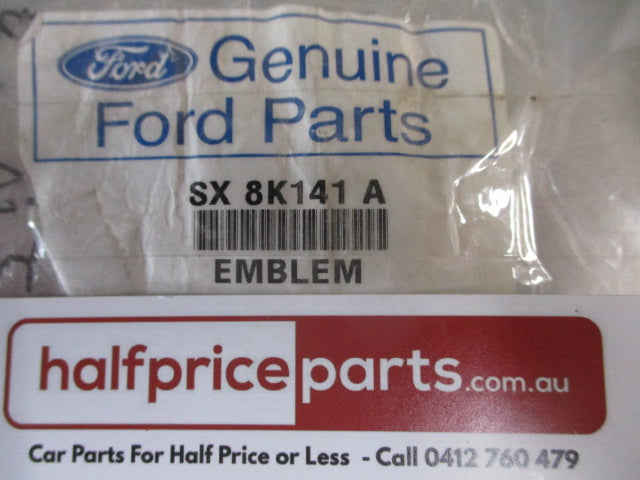 Ford Genuine
Ford Parts
SX 8K141 A
EMBLEM
halfpriceparts.com.au
Car Parts For Half Price or Less - Call 0412 760 479